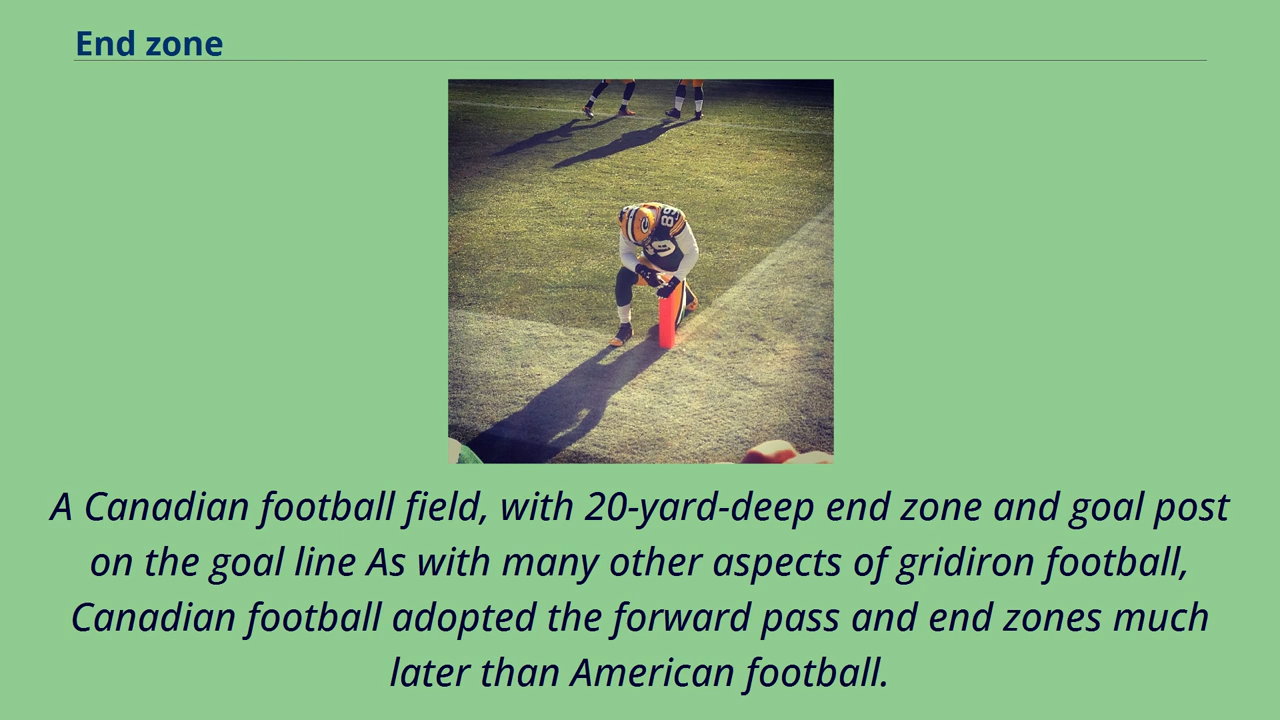 End zone
89
G
A Canadian football field, with 20-yard-deep end zone and goal post
on the goal line As with many other aspects of gridiron football,
Canadian football adopted the forward pass and end zones much
later than American football.